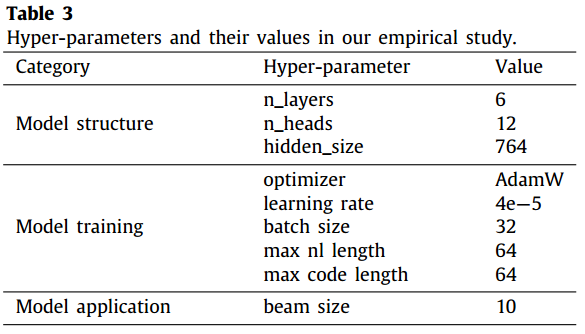 Table 3
Hyper-parameters and their values in our empirical study.
Category Hyper-parameter Value
n_layers 6
Model structure n_heads 12
hidden_size 764
optimizer AdamW
learning rate 4e−5
Model training batch size 32
max nl length 64
max code length 64
Model application beam size 10